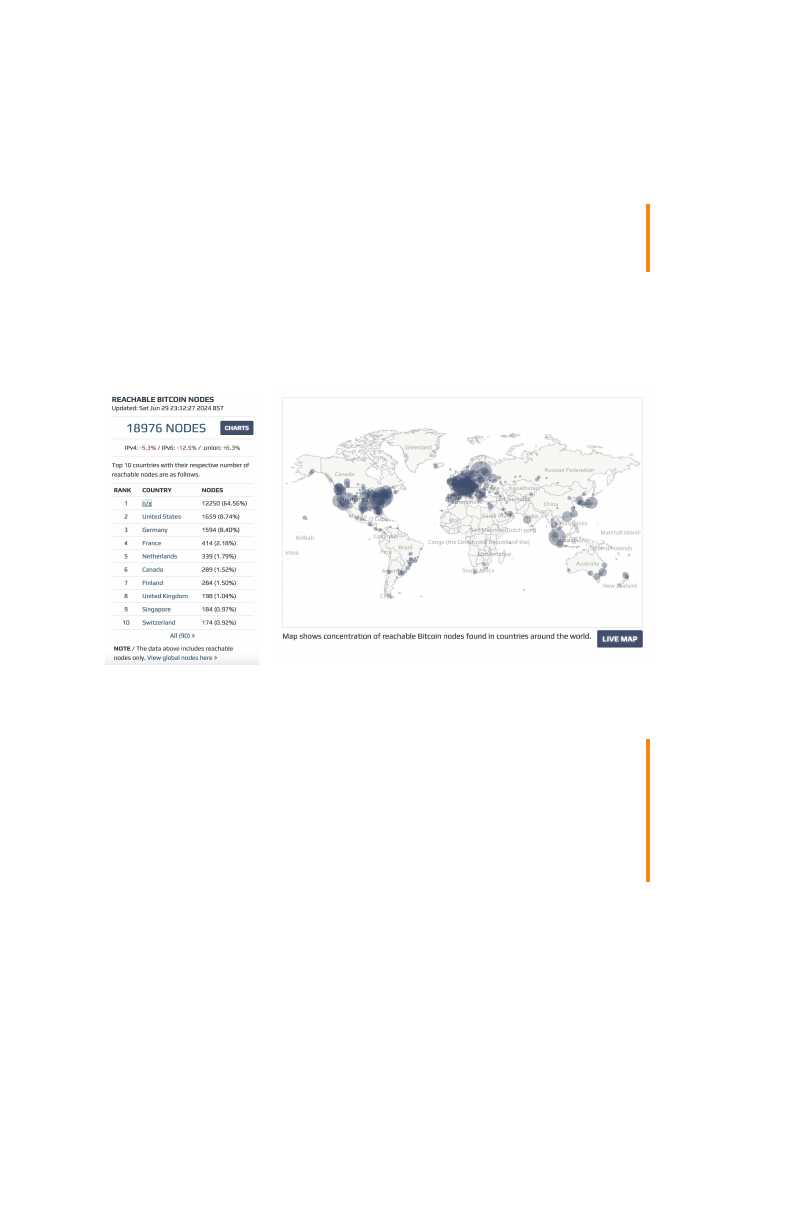 REACHABLE BITCOIN NODES
Updated: Sat Jun 29 23:32:27 2024 BST
18976 NODES
CHARTS
IPv4: -5.3% / IPv6: -12.5% / .onion: +6.3%
Top 10 countries with their respective number of
reachable nodes are as follows.
RANK COUNTRY NODES
1 n/a 12250 (64.56%)
2 United States 1659 (8.74%)
3 Germany 1594 (8.40%)
4 France 414 (2.18%)
5 Netherlands 339 (1.79%)
6 Canada 289 (1.52%)
7 Finland 284 (1.50%)
8 United Kingdom 198 (1.04%)
9 Singapore 184 (0.97%)
10 Switzerland 174 (0.92%)
All (90) »
NOTE / The data above includes reachable
nodes only. View global nodes here >
Greenland
Canada
Russian Federation
Kazakhstan
China
Kiribati
Marshall Islands
Congo (the Democratic Republic of the)
Brazil
Solomon Islands
Mozambique
Peru
Australia
South Africa
New Zealand
Map shows concentration of reachable Bitcoin nodes found in countries around the world.
LIVE MAP